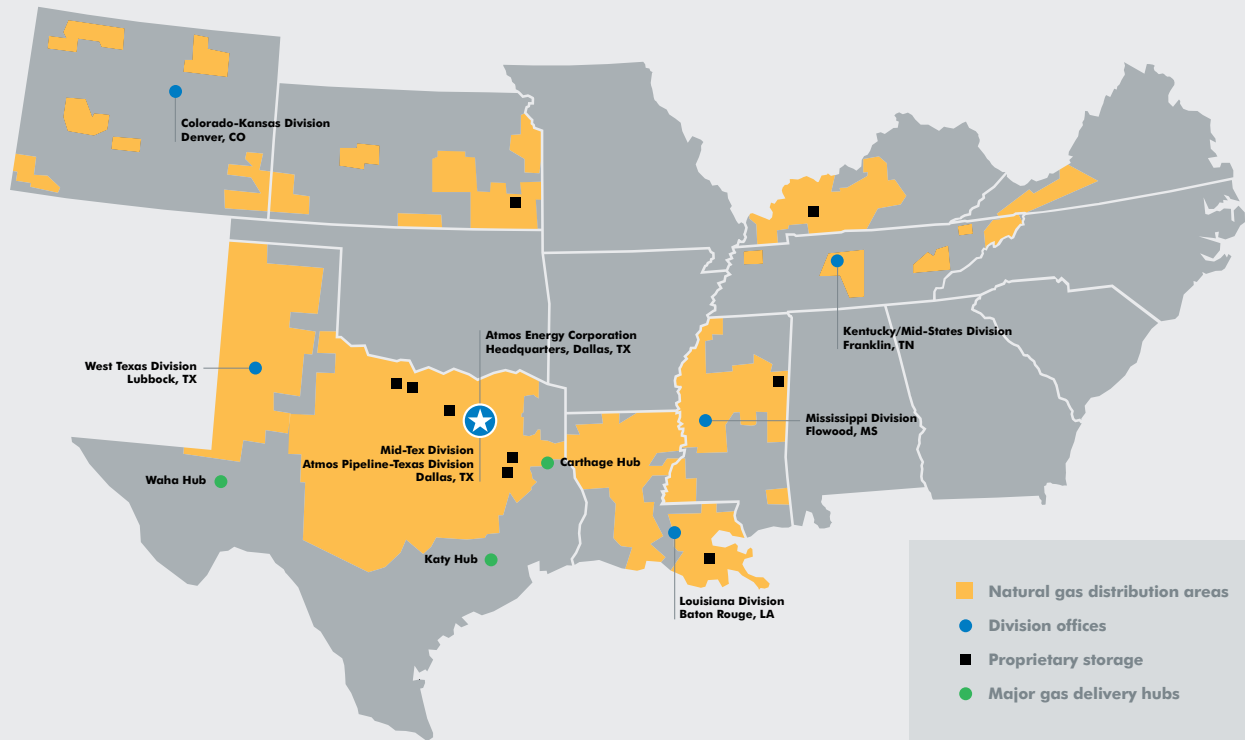 Colorado-Kansas Division
Denver, CO
Atmos Energy Corporation
Headquarters, Dallas, TX
Kentucky/Mid-States Division
Franklin, TN
West Texas Division
Lubbock, TX
Mississippi Division
Flowood, MS
Mid-Tex Division
Atmos Pipeline-Texas Division
Dallas, TX
Carthage Hub
Waha Hub
Katy Hub
Louisiana Division
Baton Rouge, LA
Natural gas distribution areas
Division offices
Proprietary storage
Major gas delivery hubs